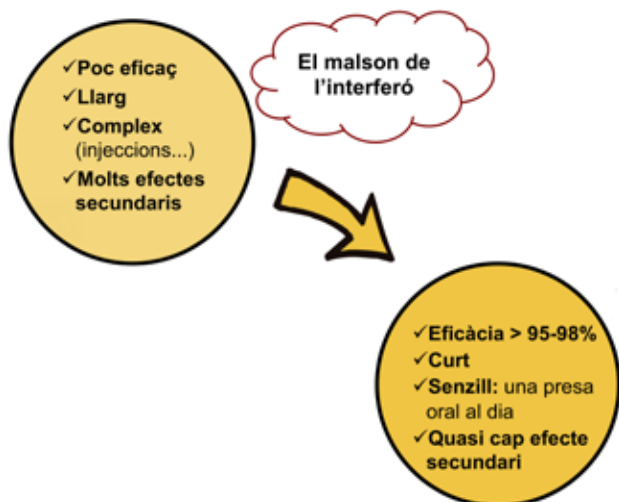 ✓Poc eficaç
✓Llarg
✓Complex
(injeccions...)
✓Molts efectes
secundaris
El malson de
l'interferó
✓Eficàcia > 95-98%
✓Curt
✓Senzill: una presa
oral al dia
✓Quasi cap efecte
secundari